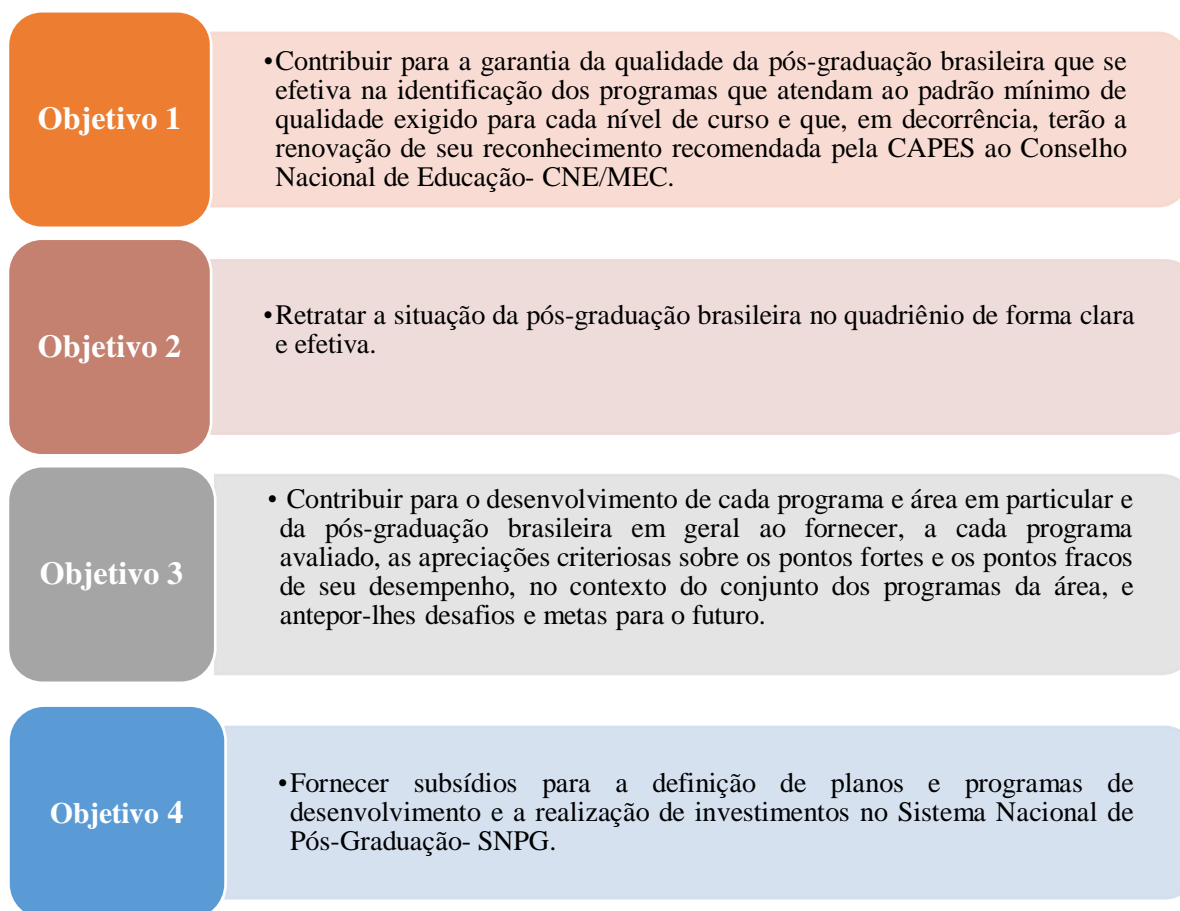 Objetivo 1
•Contribuir para a garantia da qualidade da pós-graduação brasileira que se
efetiva na identificação dos programas que atendam ao padrão mínimo de
qualidade exigido para cada nível de curso e que, em decorrência, terão a
renovação de seu reconhecimento recomendada pela CAPES ao Conselho
Nacional de Educação- CNE/MEC.
Objetivo 2
•Retratar a situação da pós-graduação brasileira no quadriênio de forma clara
e efetiva.
Objetivo 3
• Contribuir para o desenvolvimento de cada programa e área em particular e
da pós-graduação brasileira em geral ao fornecer, a cada programa
avaliado, as apreciações criteriosas sobre os pontos fortes e os pontos fracos
de seu desempenho, no contexto do conjunto dos programas da área, e
antepor-lhes desafios e metas para o futuro.
Objetivo 4
•Fornecer subsídios para a definição de planos e programas de
desenvolvimento e a realização de investimentos no Sistema Nacional de
Pós-Graduação- SNPG.